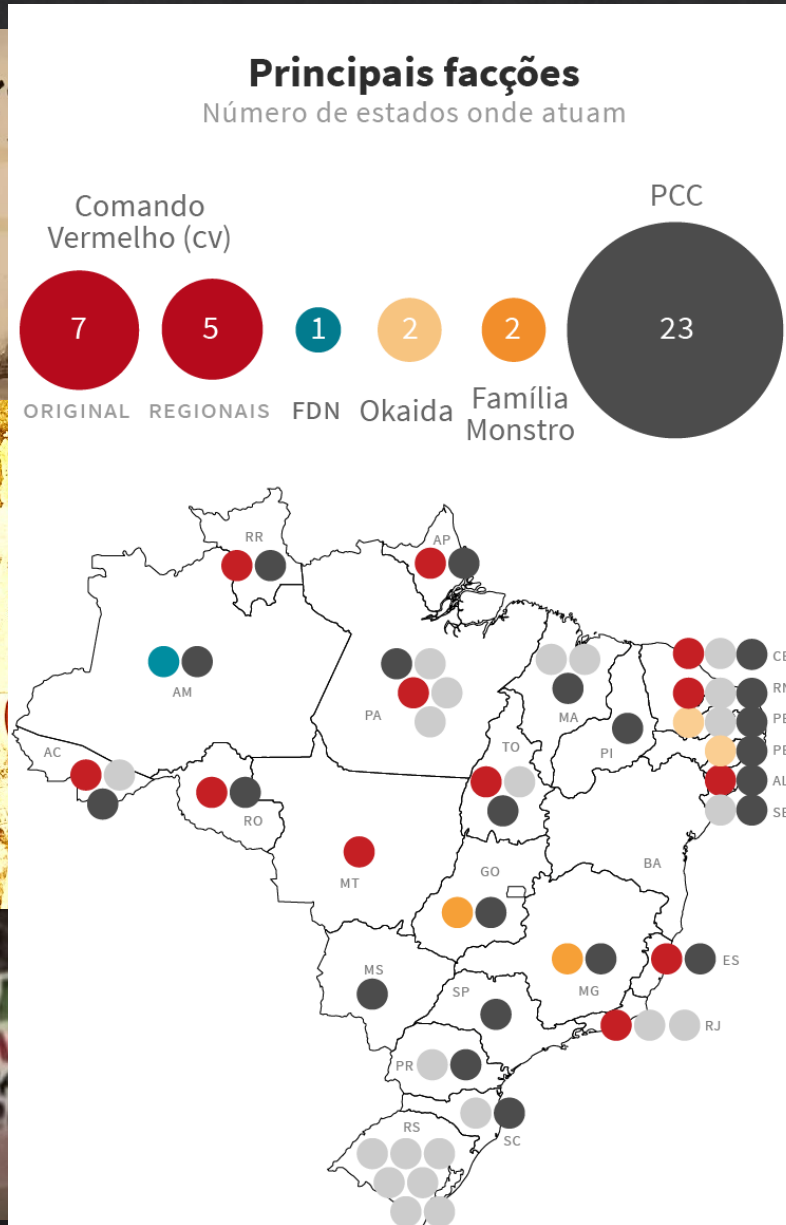 Principais facções
Número de estados onde atuam
Comando
Vermelho (CV)
PCC
7
5
1
2
2
23
ORIGINAL
REGIONAIS
FDN
Okaida
Família
Monstro
RR
AP
AM
PA
MA
PI
CE
RN
PB
PE
AL
SE
AC
RO
TO
MT
GO
BA
MS
SP
MG
ES
RJ
PR
SC
RS